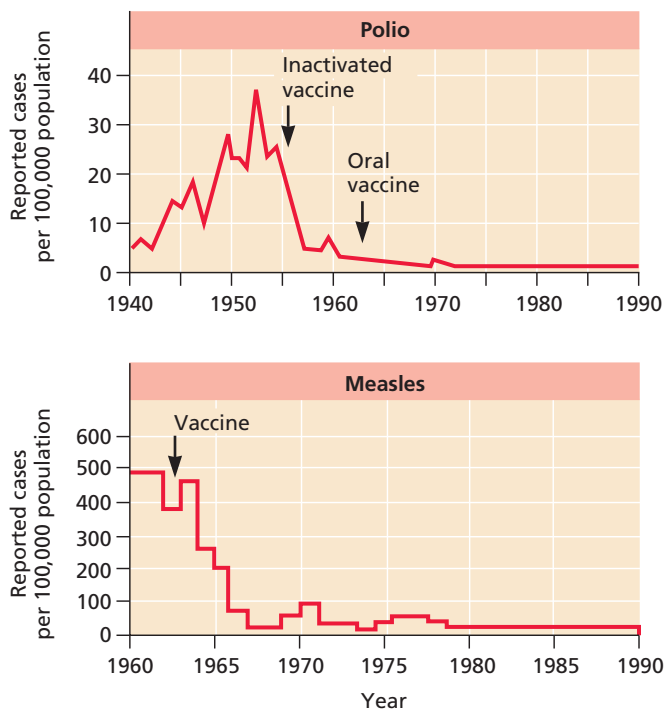 Polio
Reported cases
per 100,000 population
40
30
20
10
0
Inactivated
vaccine
Oral
vaccine
1940 1950 1960 1970 1980 1990
Measles
Reported cases
per 100,000 population
600
500
400
300
200
100
0
Vaccine
1960 1965 1970 1975 1980 1985 1990
Year